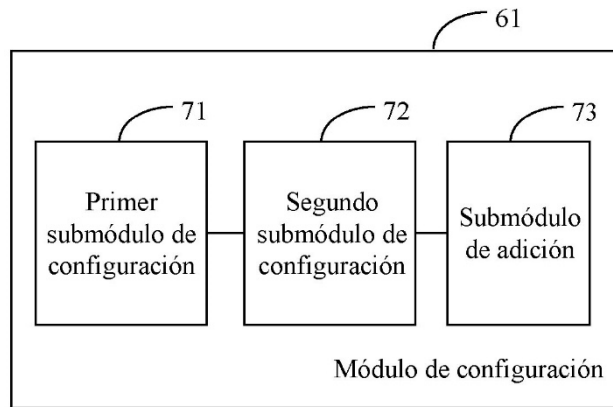 61
71
72
73
Primer
submódulo de
configuración
Segundo
submódulo de
configuración
Submódulo
de adición
Módulo de configuración